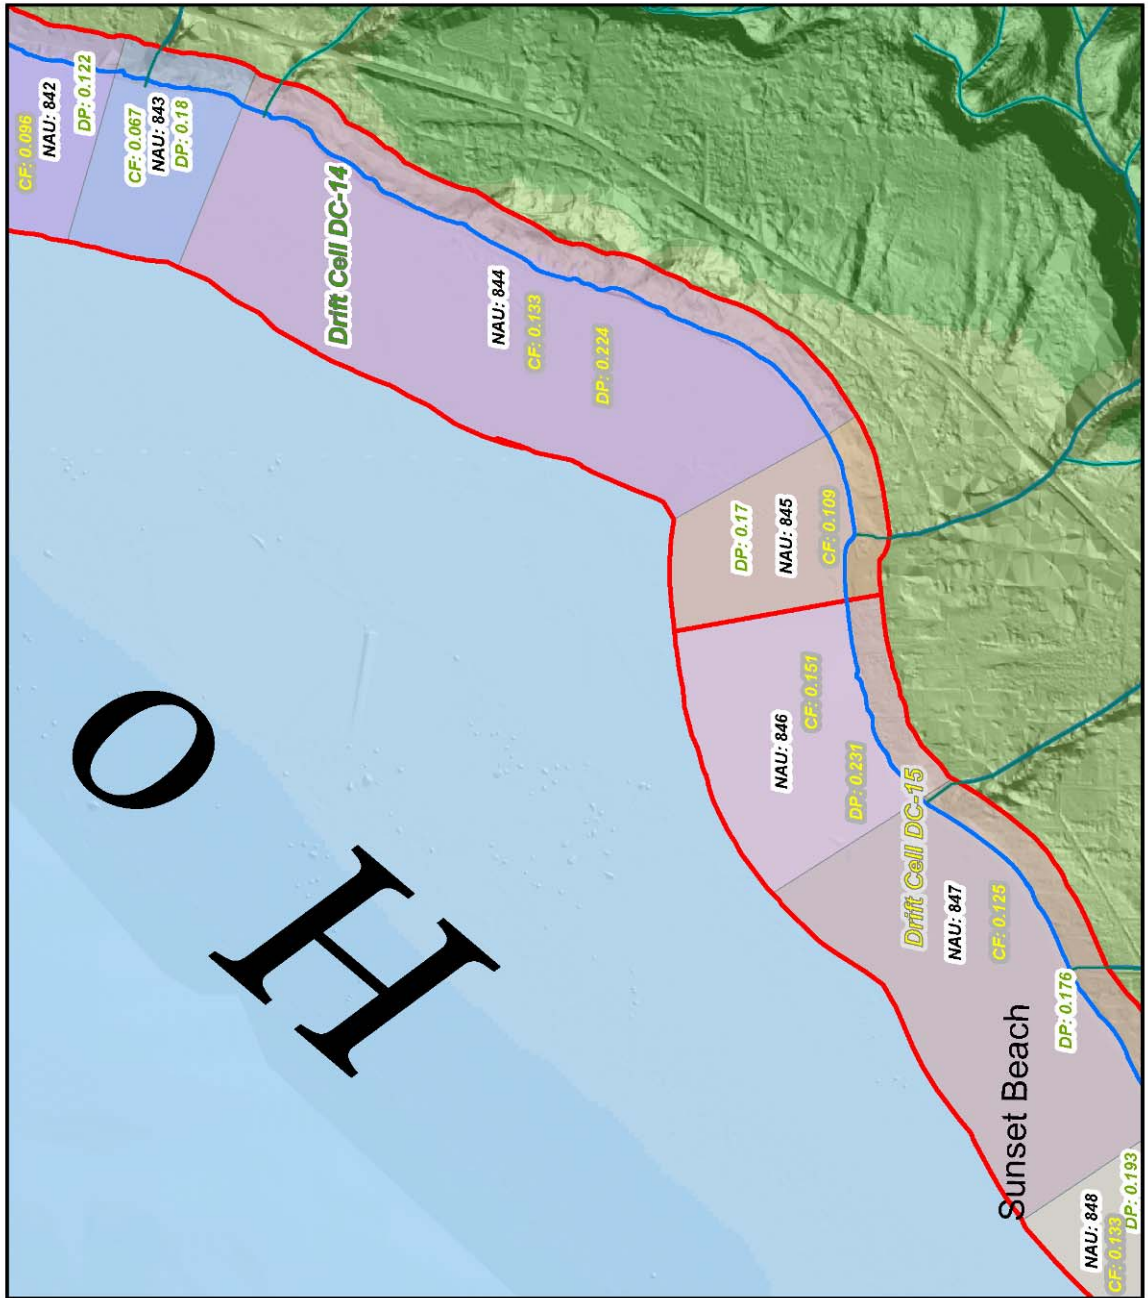 CF: 0.096
NAU: 842
DP: 0.122
CF: 0.067
NAU: 843
DP: 0.18
Drift Cell DC-14
NAU: 844
CF: 0.133
DP: 0.224
DP: 0.17
NAU: 845
CF: 0.109
NAU: 846
CF: 0.151
DP: 0.231
Drift Cell DC-15
NAU: 847
CF: 0.125
DP: 0.176
Sunset Beach
NAU: 848
CF: 0.133
DP: 0.193
H O